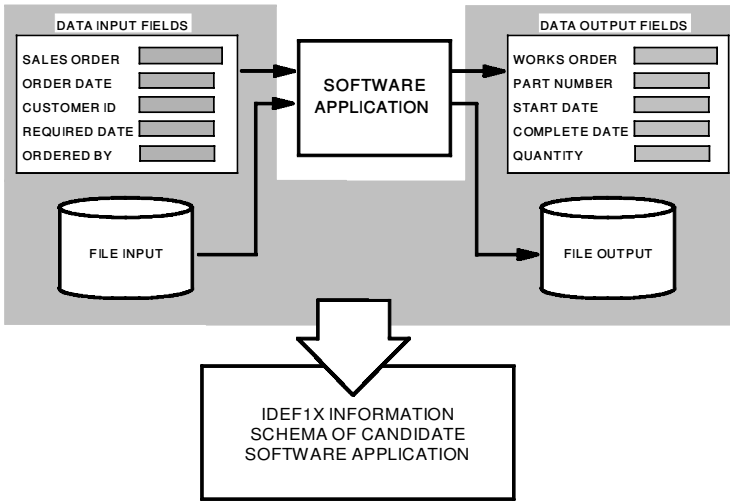 DATA INPUT FIELDS
SALES ORDER
ORDER DATE
CUSTOMER ID
REQUIRED DATE
ORDERED BY
FILE INPUT
SOFTWARE
APPLICATION
DATA OUTPUT FIELDS
WORKS ORDER
PART NUMBER
START DATE
COMPLETE DATE
QUANTITY
FILE OUTPUT
IDEF1X INFORMATION
SCHEMA OF CANDIDATE
SOFTWARE APPLICATION